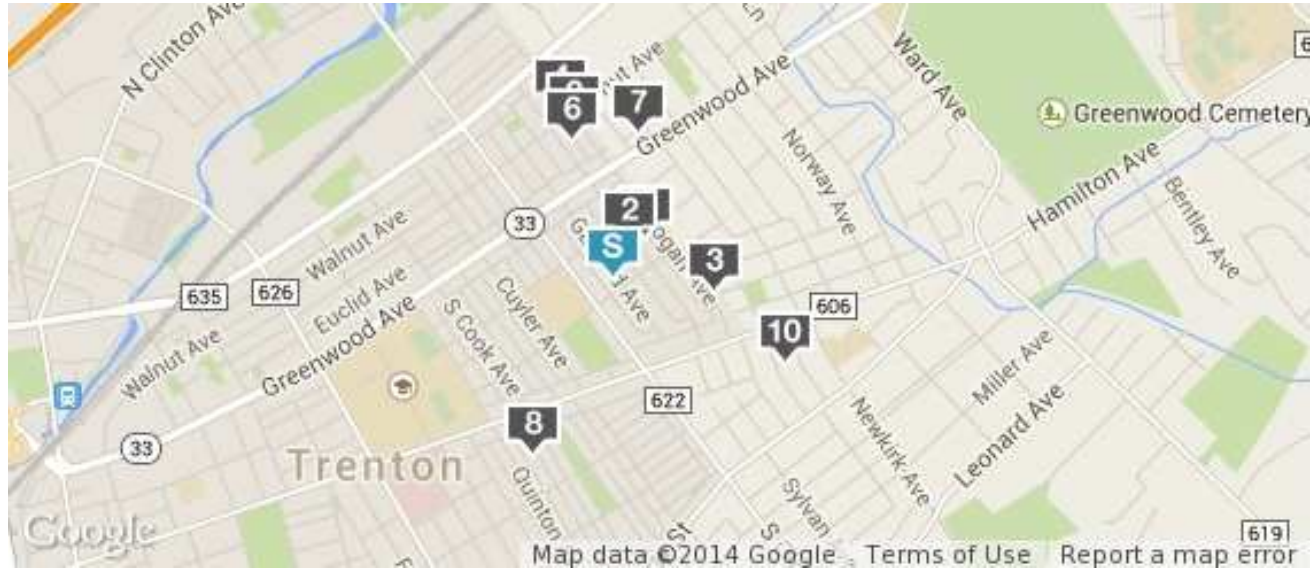 N Clinton Ave
Ward Ave
Greenwood Ave
Greenwood Cemetery
6
7
Hamilton Ave
Norway Ave
Bentley Ave
33
2
S
3
Walnut Ave
635
626
Euclid Ave
Greenwood Ave
Cuyler Ave
S Cook Ave
606
10
Walnut Ave
622
Miller Ave
Leonard Ave
Newkirk Ave
8
33
Trenton
Quinton
Sylvan
619
Google
Map data ©2014 Google
Terms of Use
Report a map error